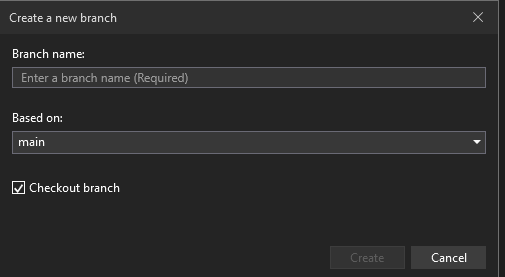 Create a new branch
Branch name:
Enter a branch name (Required)
Based on:
main
Checkout branch
Create
Cancel